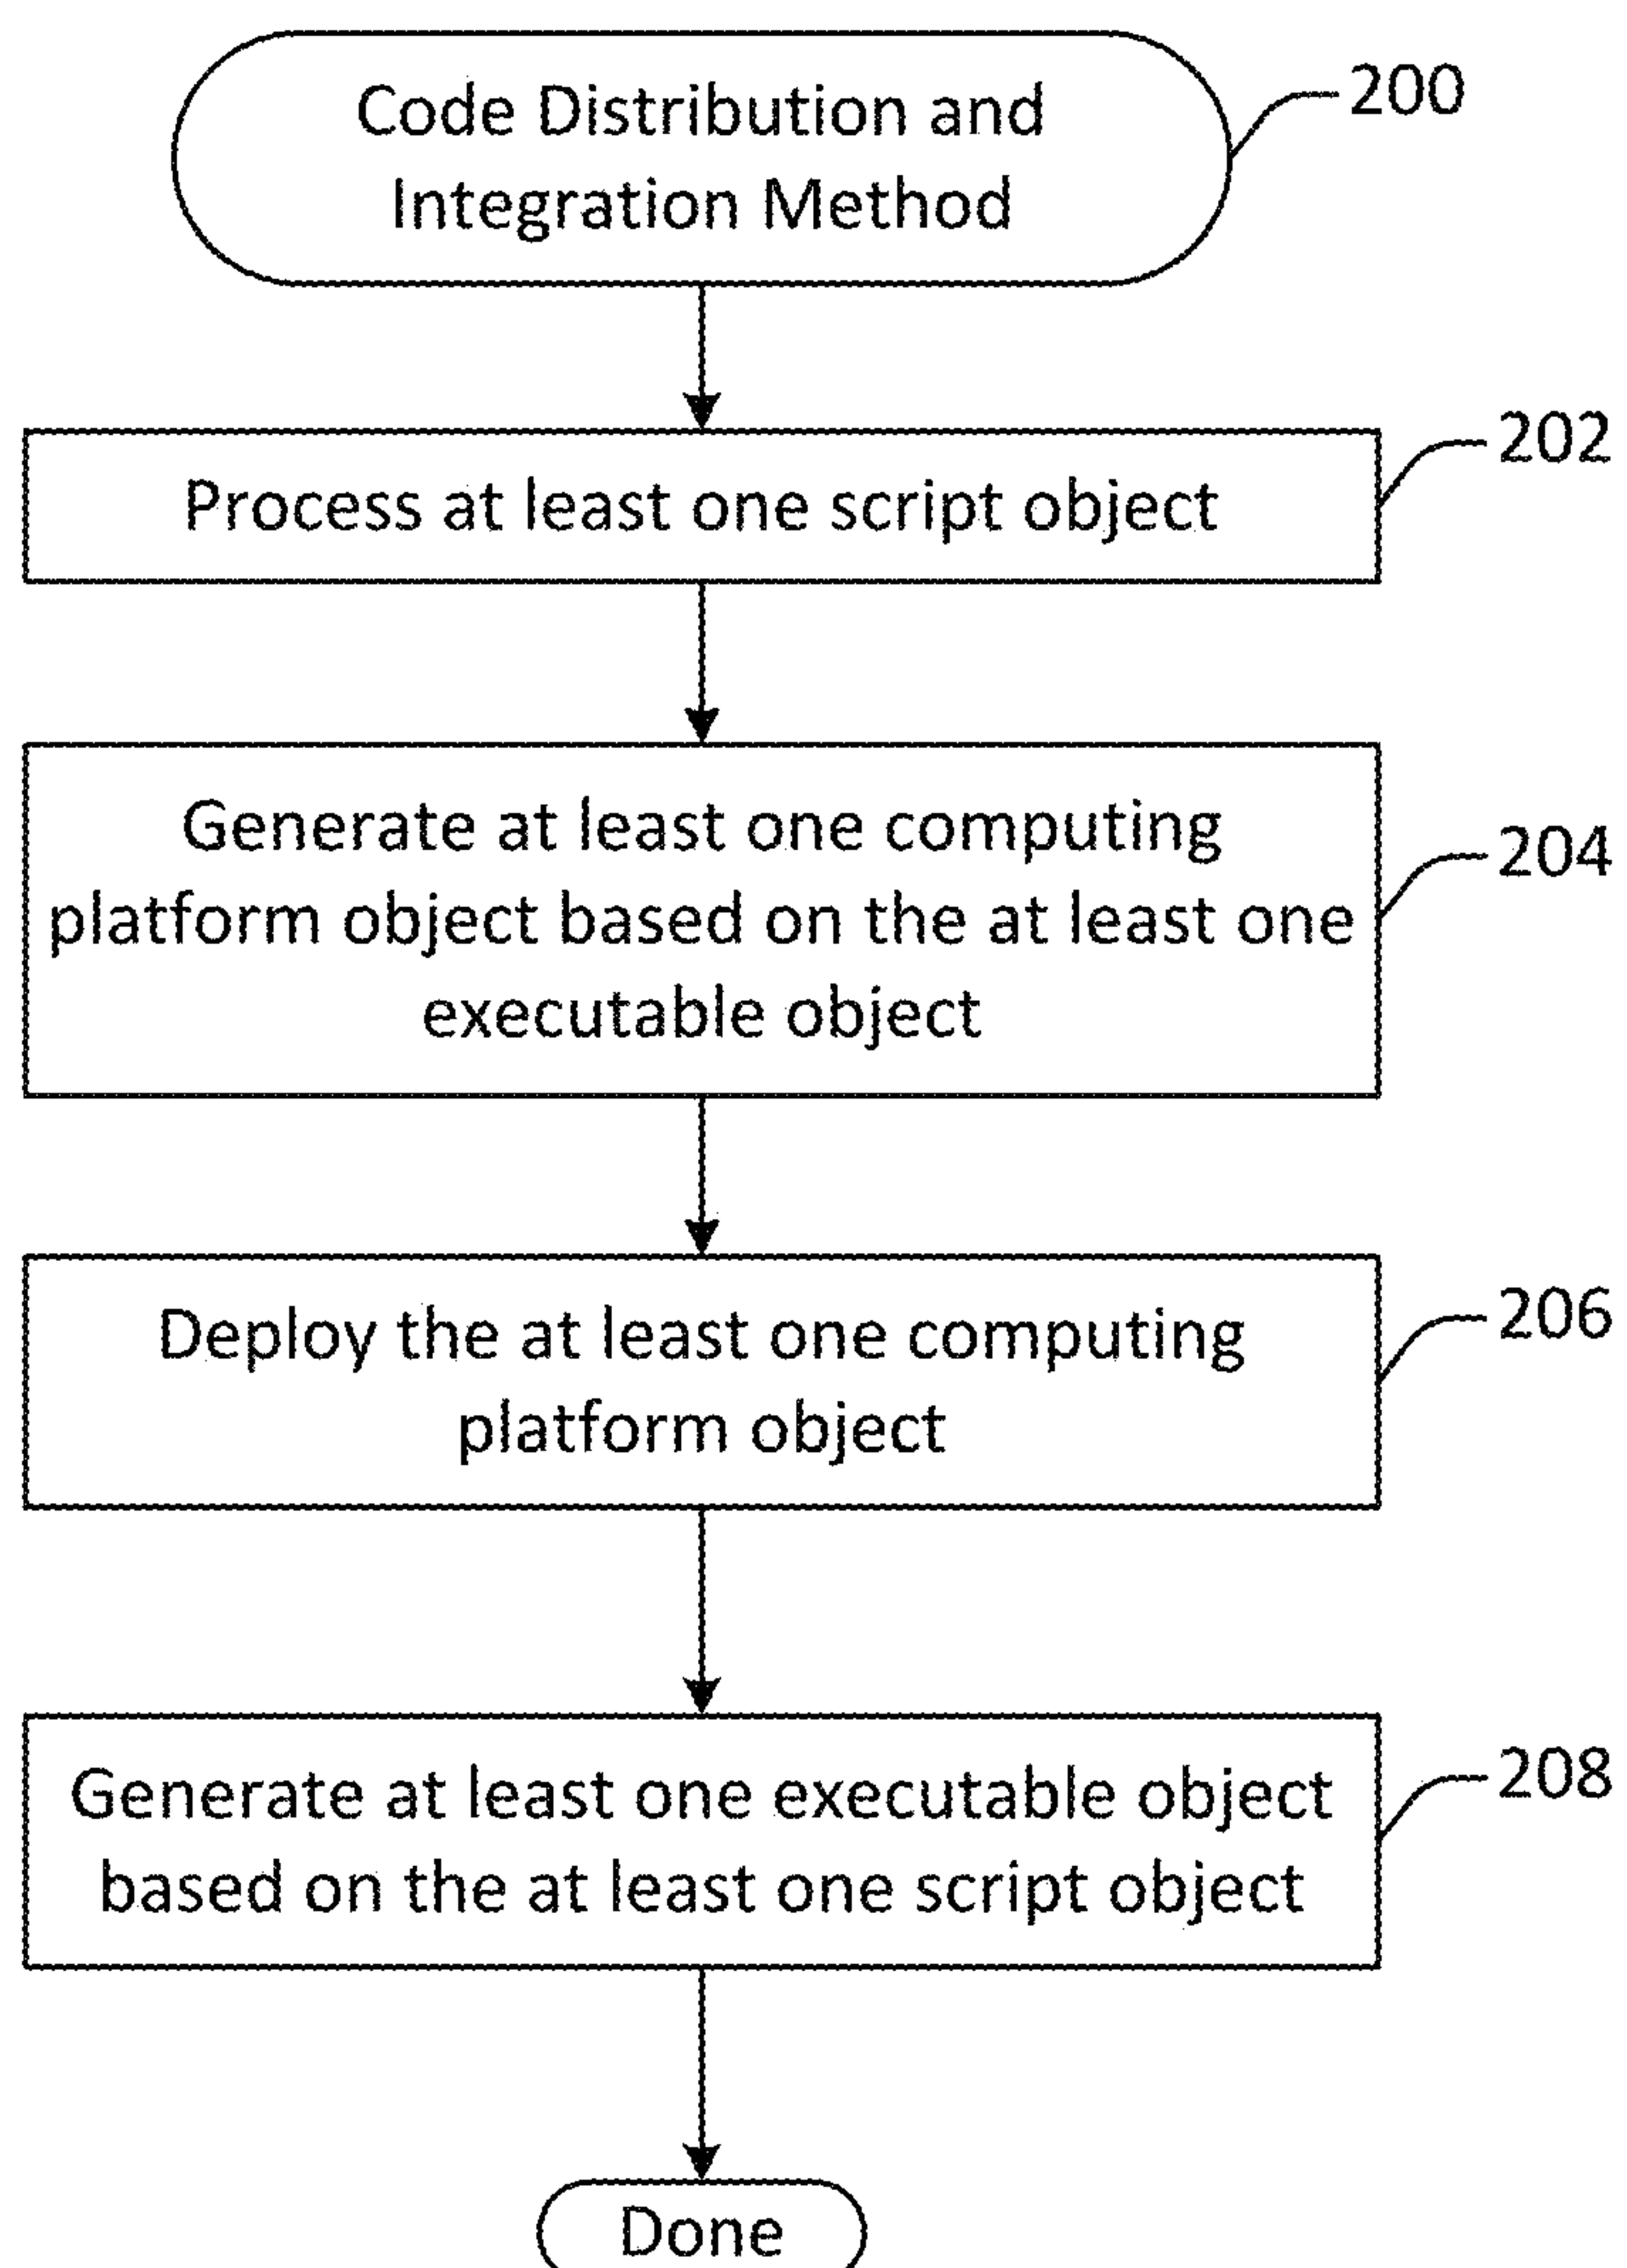 Code Distribution and
Integration Method
200
Process at least one script object
202
Generate at least one computing
platform object based on the at least one
executable object
204
Deploy the at least one computing
platform object
206
Generate at least one executable object
based on the at least one script object
208
Done